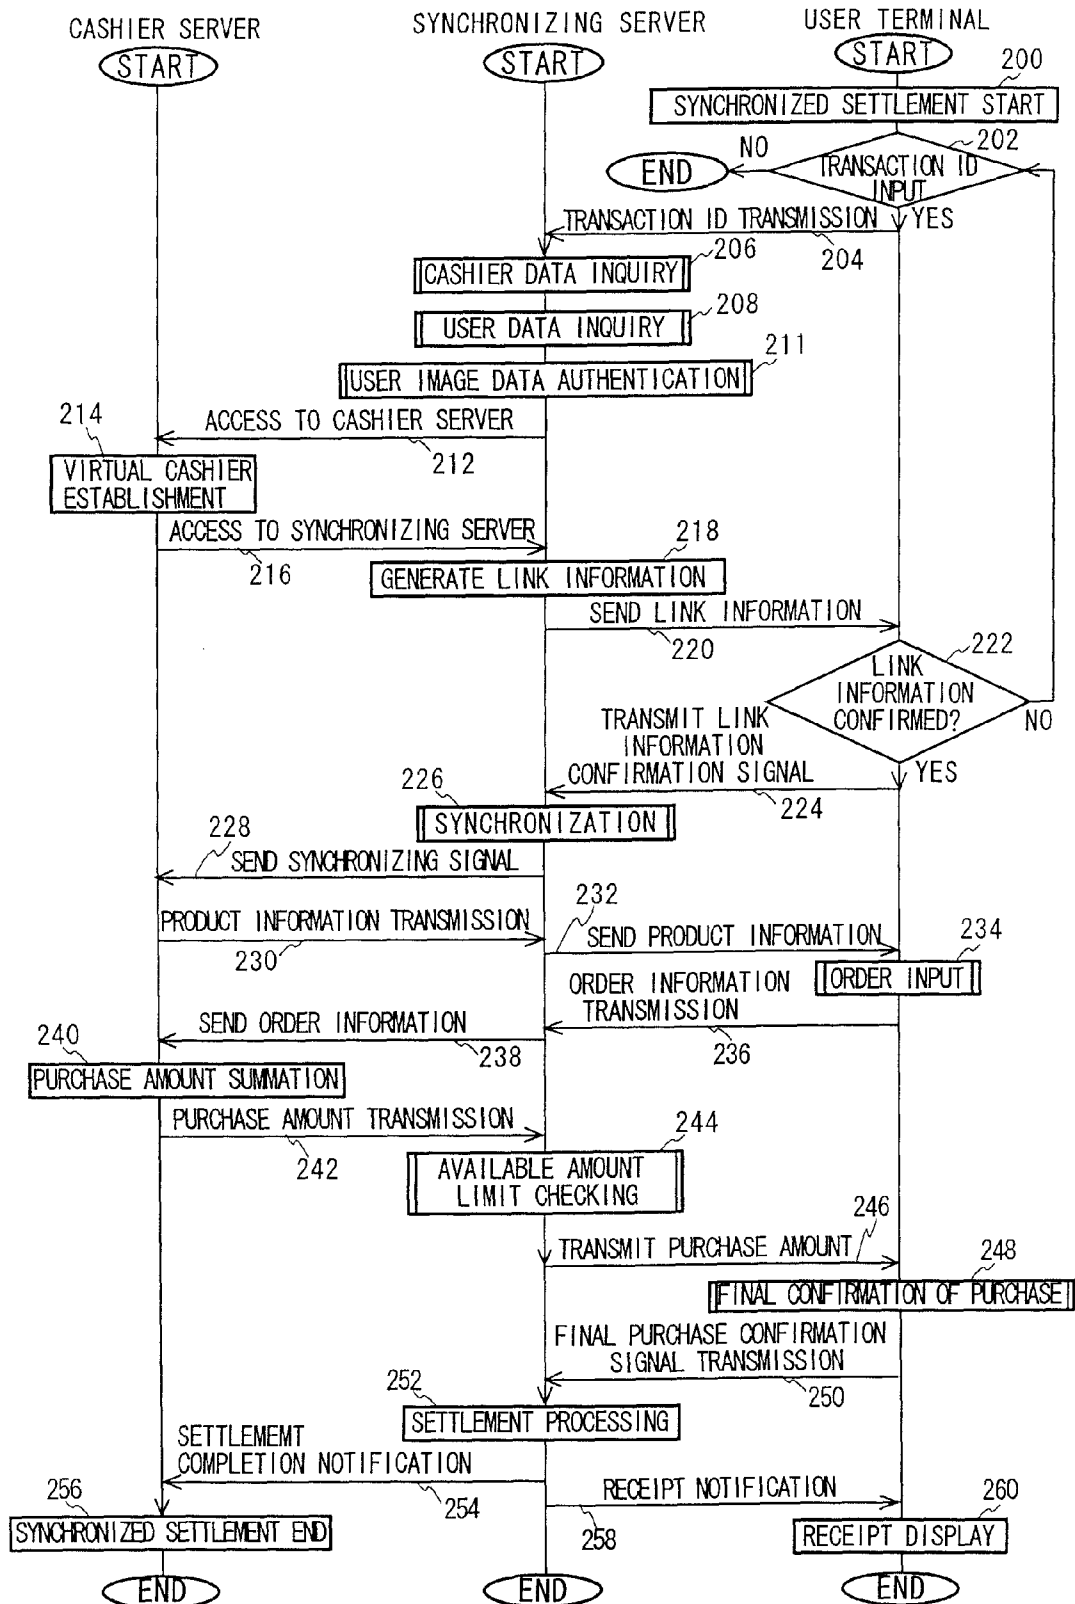 CASHIER SERVER
SYNCHRONIZING SERVER
USER TERMINAL
START
START
START
200
SYNCHRONIZED SETTLEMENT START
202
NO
END
TRANSACTION ID
INPUT
YES
TRANSACTION ID TRANSMISSION
204
206
CASHIER DATA INQUIRY
208
USER DATA INQUIRY
211
USER IMAGE DATA AUTHENTICATION
ACCESS TO CASHIER SERVER
212
214
VIRTUAL CASHIER
ESTABLISHMENT
ACCESS TO SYNCHRONIZING SERVER
216
218
GENERATE LINK INFORMATION
SEND LINK INFORMATION
220
222
LINK
INFORMATION
CONFIRMED?
NO
YES
TRANSMIT LINK
INFORMATION
CONFIRMATION SIGNAL
224
226
SYNCHRONIZATION
228
SEND SYNCHRONIZING SIGNAL
PRODUCT INFORMATION TRANSMISSION
230
232
SEND PRODUCT INFORMATION
234
ORDER INPUT
ORDER INFORMATION
TRANSMISSION
236
SEND ORDER INFORMATION
238
240
PURCHASE AMOUNT SUMMATION
PURCHASE AMOUNT TRANSMISSION
242
244
AVAILABLE AMOUNT
LIMIT CHECKING
246
TRANSMIT PURCHASE AMOUNT
248
FINAL CONFIRMATION OF PURCHASE
FINAL PURCHASE CONFIRMATION
SIGNAL TRANSMISSION
250
252
SETTLEMENT PROCESSING
SETTLEMEMT
COMPLETION NOTIFICATION
254
256
SYNCHRONIZED SETTLEMENT END
RECEIPT NOTIFICATION
258
260
RECEIPT DISPLAY
END
END
END